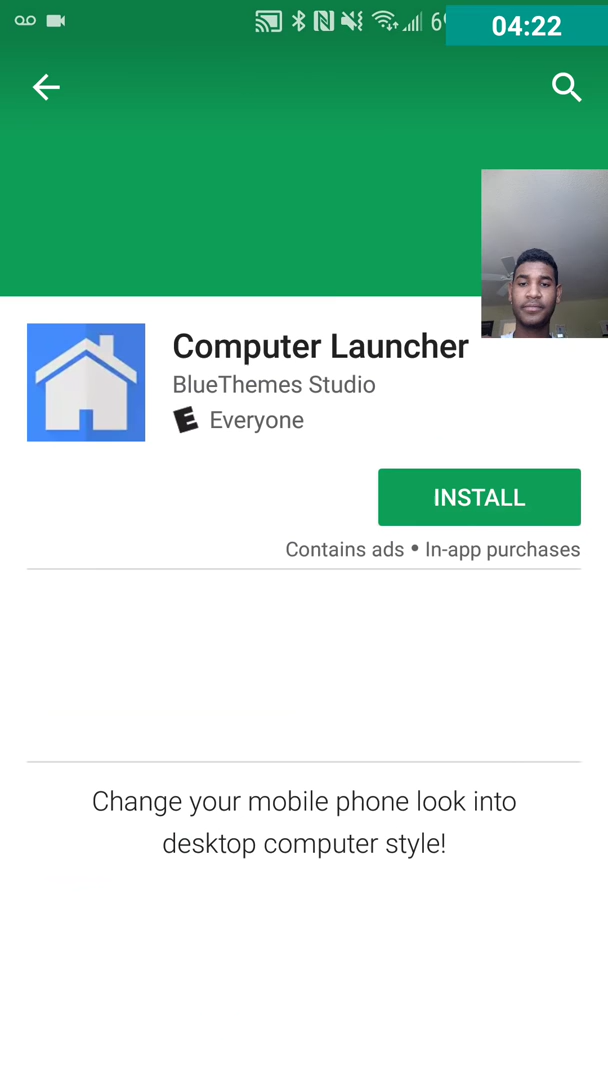 04:22
Computer Launcher
BlueThemes Studio
E Everyone
INSTALL
Contains ads • In-app purchases
Change your mobile phone look into
desktop computer style!